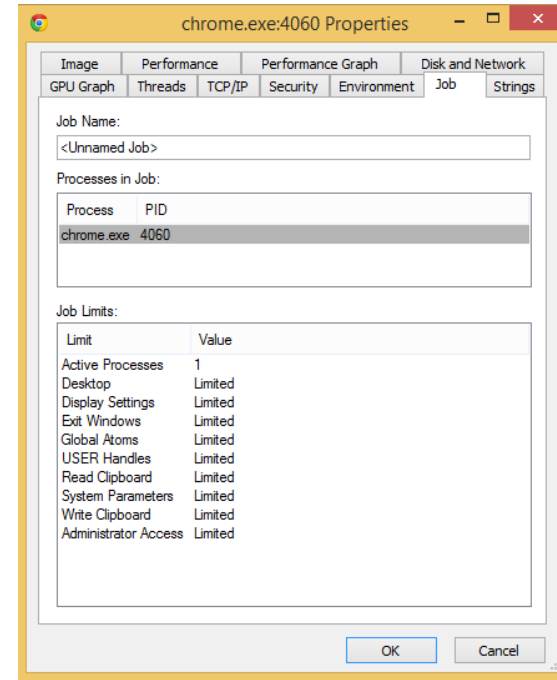 chrome.exe:4060 Properties
Image Performance Performance Graph Disk and Network
GPU Graph Threads TCP/IP Security Environment Job Strings
Job Name:
<Unnamed Job>
Processes in Job:
Process PID
chrome.exe 4060
Job Limits:
Limit Value
Active Processes 1
Desktop Limited
Display Settings Limited
Exit Windows Limited
Global Atoms Limited
USER Handles Limited
Read Clipboard Limited
System Parameters Limited
Write Clipboard Limited
Administrator Access Limited
OK Cancel